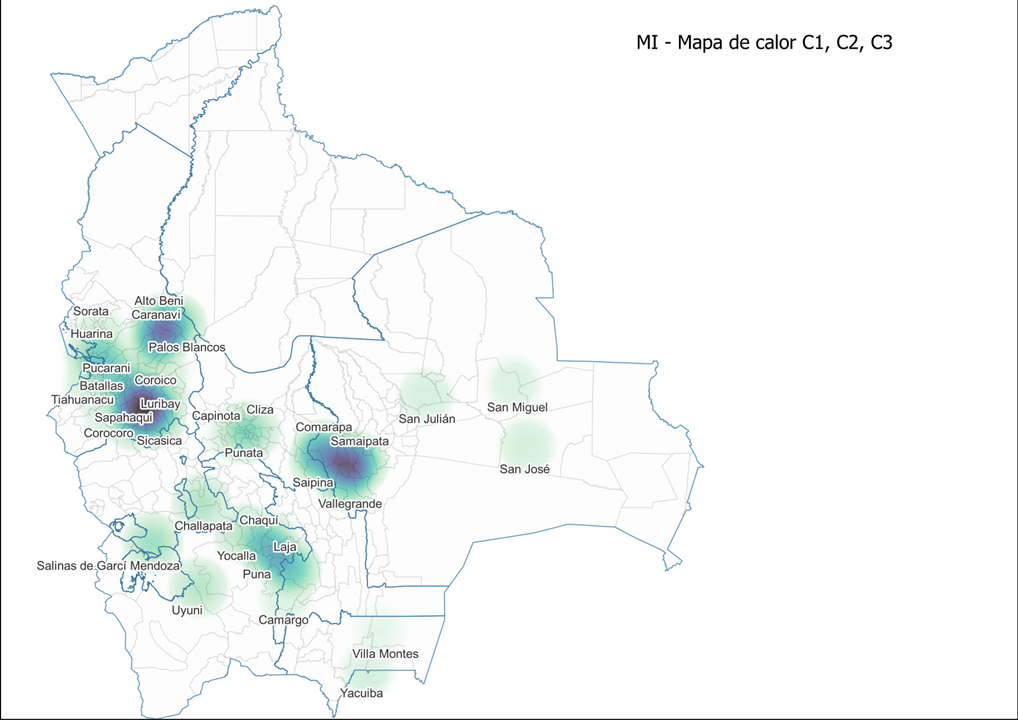 MI - Mapa de calor C1, C2, C3
Alto Beni
Sorata
Caranavi
Huarina
Palos Blancos
Pucarani
Batallas
Coroico
Tiahuanacu
Luribay
Sapahaqui
Corocoro
Sicasica
Capinota
Cliza
Punata
Comarapa
Samaipata
Saipina
Vallegrande
San Julián
San Miguel
San José
Challapata
Chaquí
Yocalla
Laja
Salinas de Garcí Mendoza
Puna
Uyuni
Camargo
Villa Montes
Yacuiba